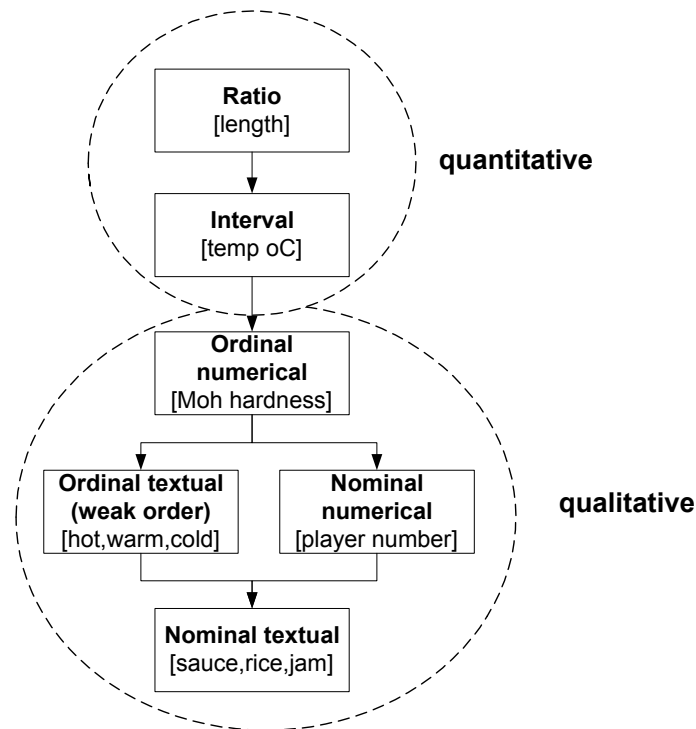 Ratio
[length]
quantitative
Interval
[temp oC]
Ordinal
numerical
[Moh hardness]
Ordinal textual
(weak order)
[hot,warm,cold]
Nominal
numerical
[player number]
qualitative
Nominal textual
[sauce,rice,jam]